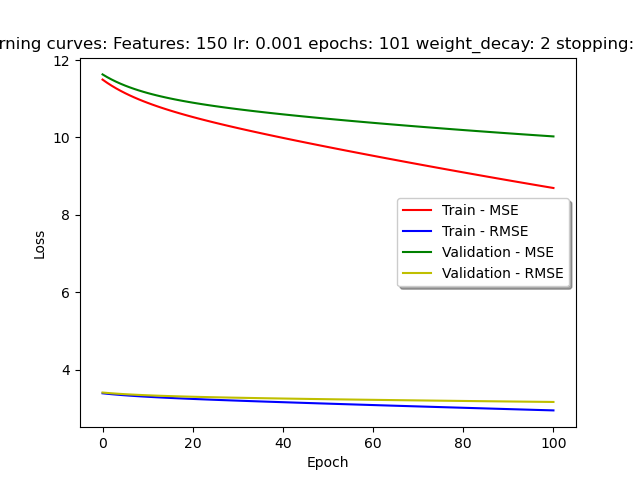 rning curves: Features: 150 lr: 0.001 epochs: 101 weight_decay: 2 stopping:
12
10
8
6
4
Loss
Train - MSE
Train - RMSE
Validation - MSE
Validation - RMSE
0 20 40 60 80 100
Epoch